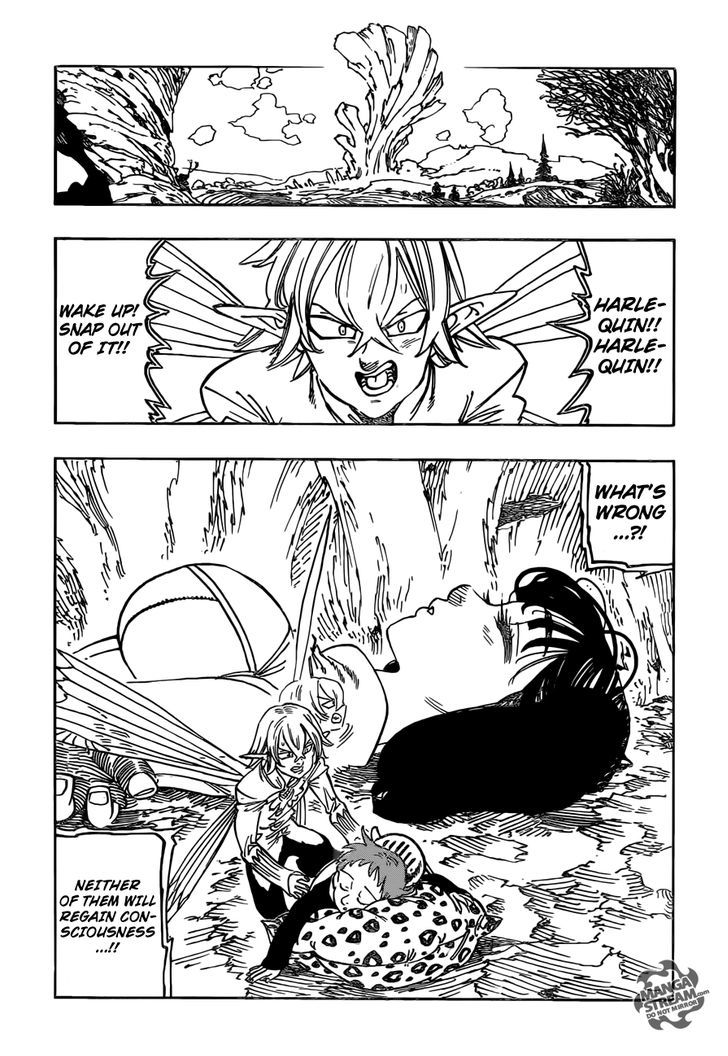 HARLE-
QUIN!!
HARLE-
QUIN!!
WAKE UP!
SNAP OUT
OF IT!!
WHAT'S
WRONG
...?!
NEITHER
OF THEM WILL
REGAIN CON-
SCIOUSNESS
...!!
MANGA
STREAM.com
DO NOT MIRROR